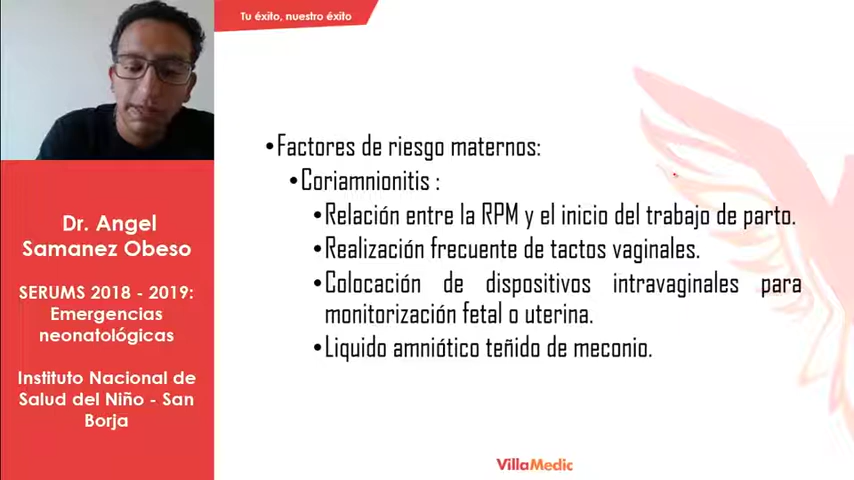 Tu éxito, nuestro éxito
Dr. Angel
Samanez Obeso
SERUMS 2018 - 2019:
Emergencias
neonatológicas
Instituto Nacional de
Salud del Niño - San
Borja
•Factores de riesgo maternos:
•Coriamnionitis :
•Relación entre la RPM y el inicio del trabajo de parto.
•Realización frecuente de tactos vaginales.
•Colocación de dispositivos intravaginales para
monitorización fetal o uterina.
•Liquido amniótico teñido de meconio.
VillaMedic